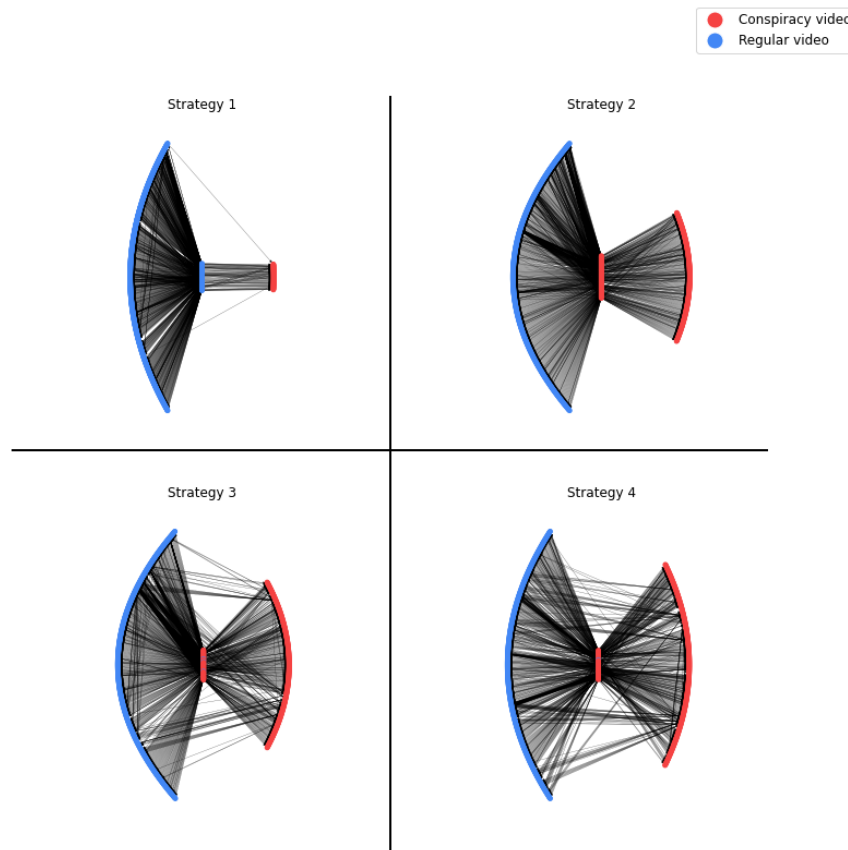 Conspiracy video
Regular video
Strategy 1
Strategy 2
Strategy 3
Strategy 4